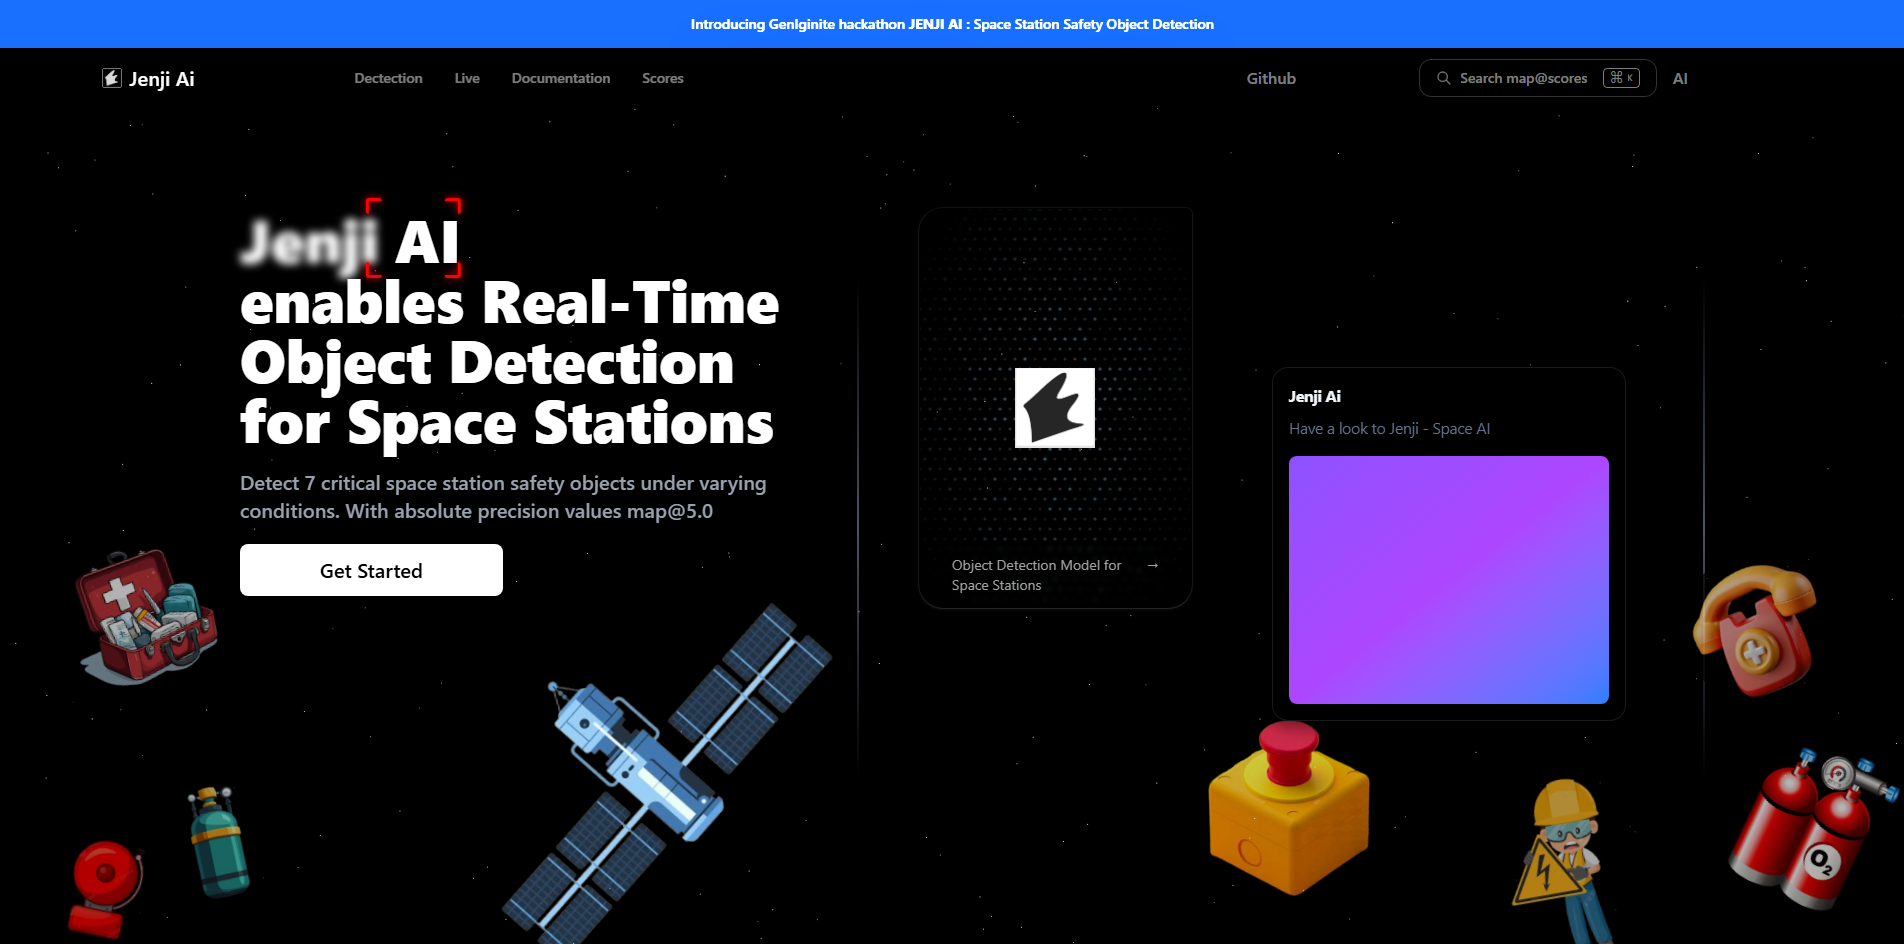 Introducing GenIginite hackathon JENJI AI : Space Station Safety Object Detection
Jenji Ai
Dectection
Live
Documentation
Scores
Github
Search map@scores
⌘ K
AI
Jenji AI
enables Real-Time
Object Detection
for Space Stations
Detect 7 critical space station safety objects under varying
conditions. With absolute precision values map@5.0
Get Started
Object Detection Model for →
Space Stations
Jenji Ai
Have a look to Jenji - Space AI
O2